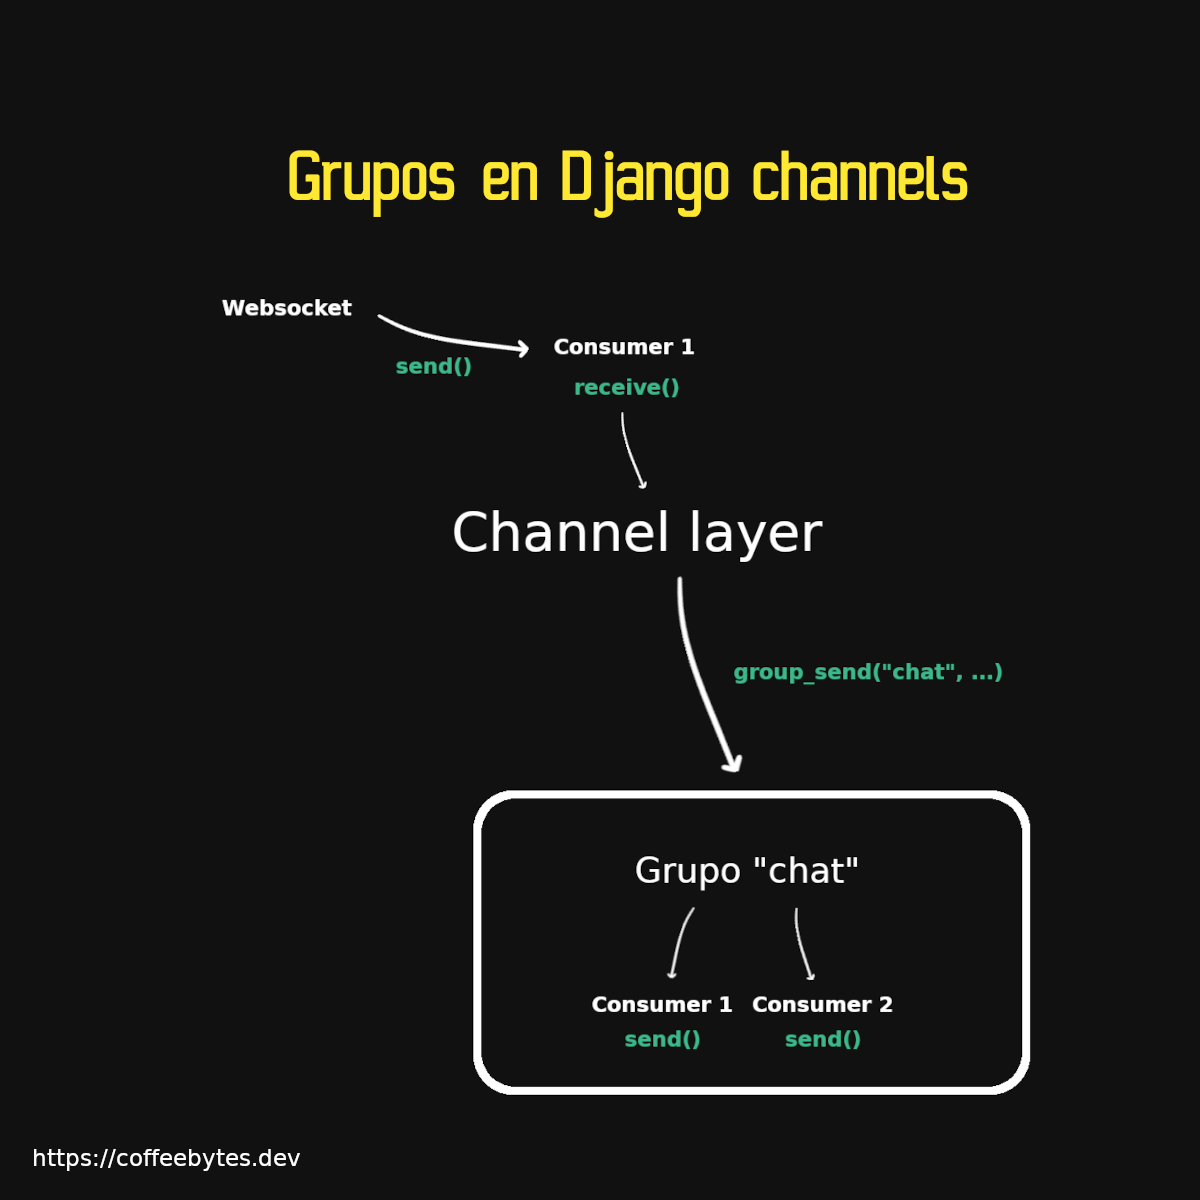 Grupos en Django channels
Websocket
send()
Consumer 1
receive()
Channel layer
group_send("chat", ...)
Grupo "chat"
Consumer 1 Consumer 2
send() send()
https://coffeebytes.dev